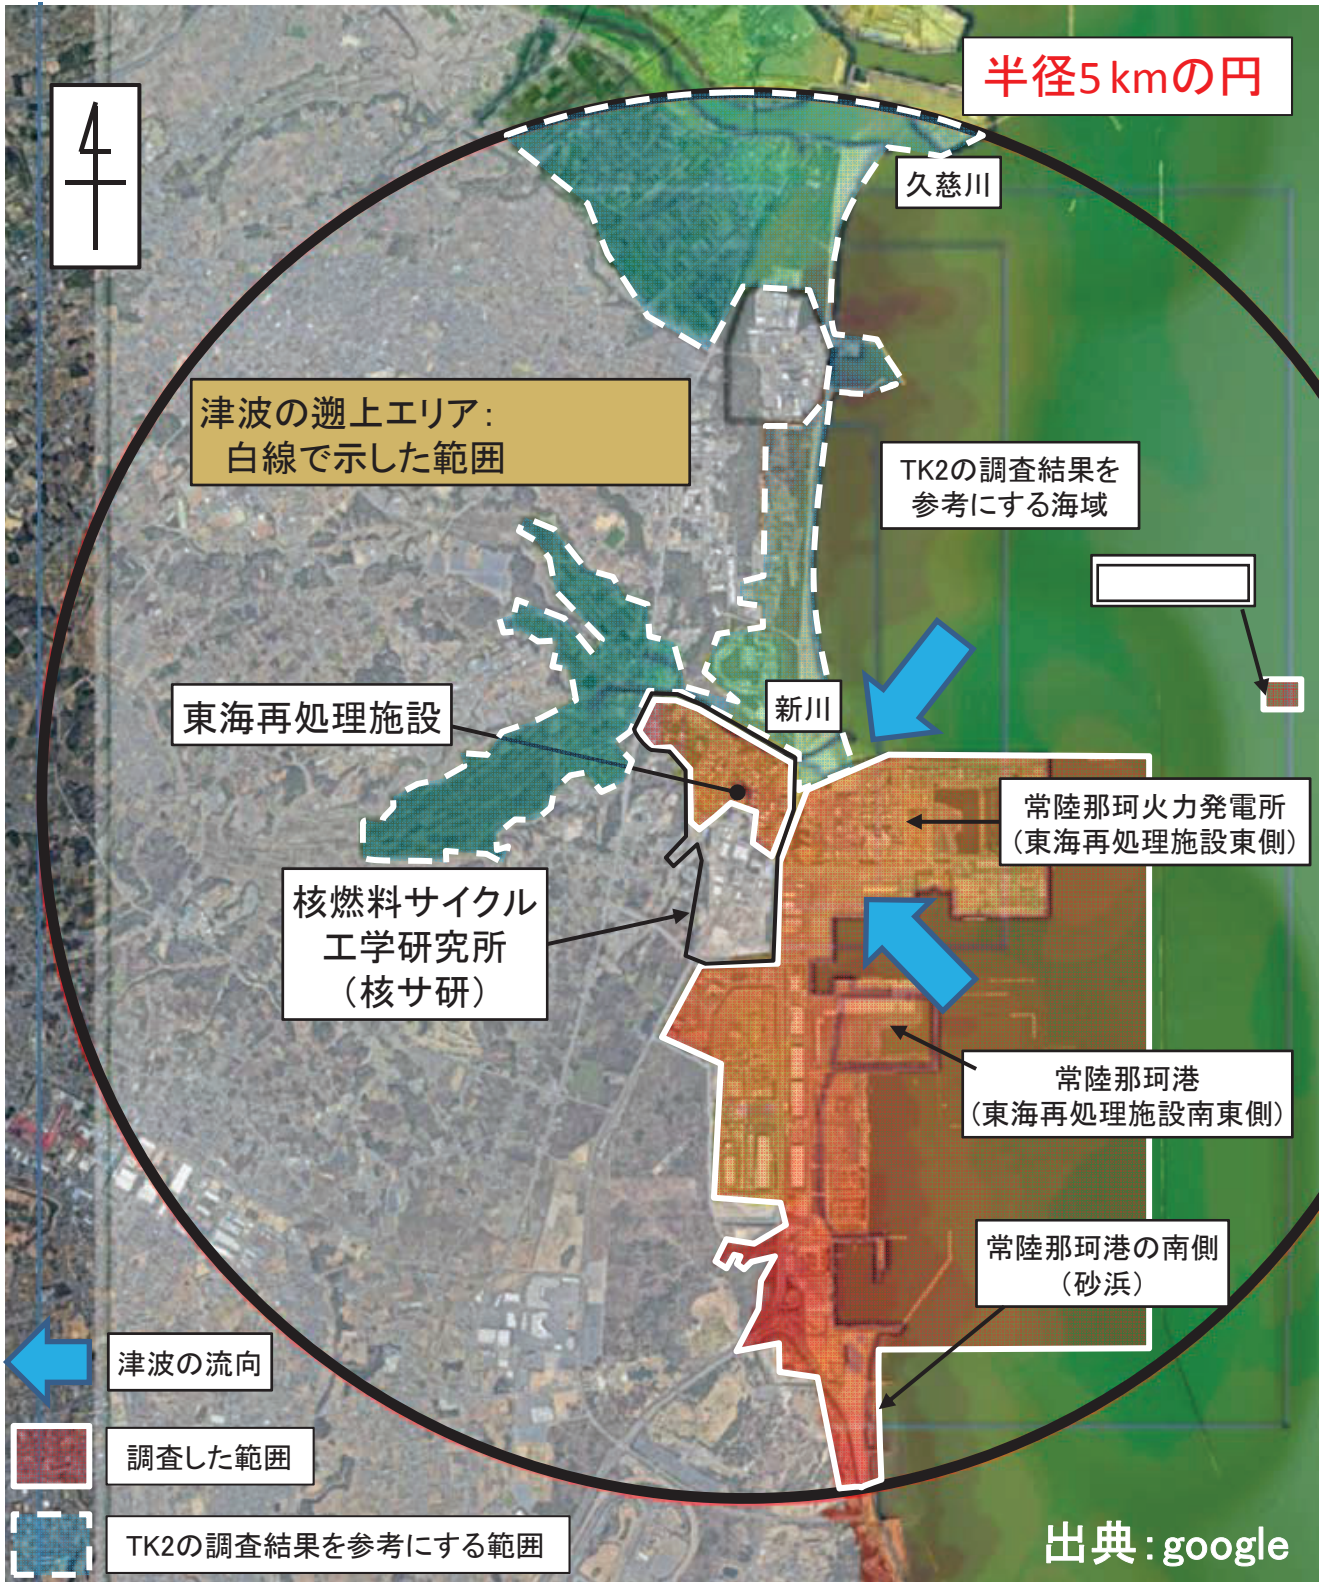 半径5kmの円
久慈川
津波の遡上エリア：
白線で示した範囲
TK2の調査結果を
参考にする海域
新川
東海再処理施設
常陸那珂火力発電所
（東海再処理施設東側）
核燃料サイクル
工学研究所
（核サ研）
常陸那珂港
（東海再処理施設南東側）
常陸那珂港の南側
（砂浜）
津波の流向
調査した範囲
TK2の調査結果を参考にする範囲
出典：google